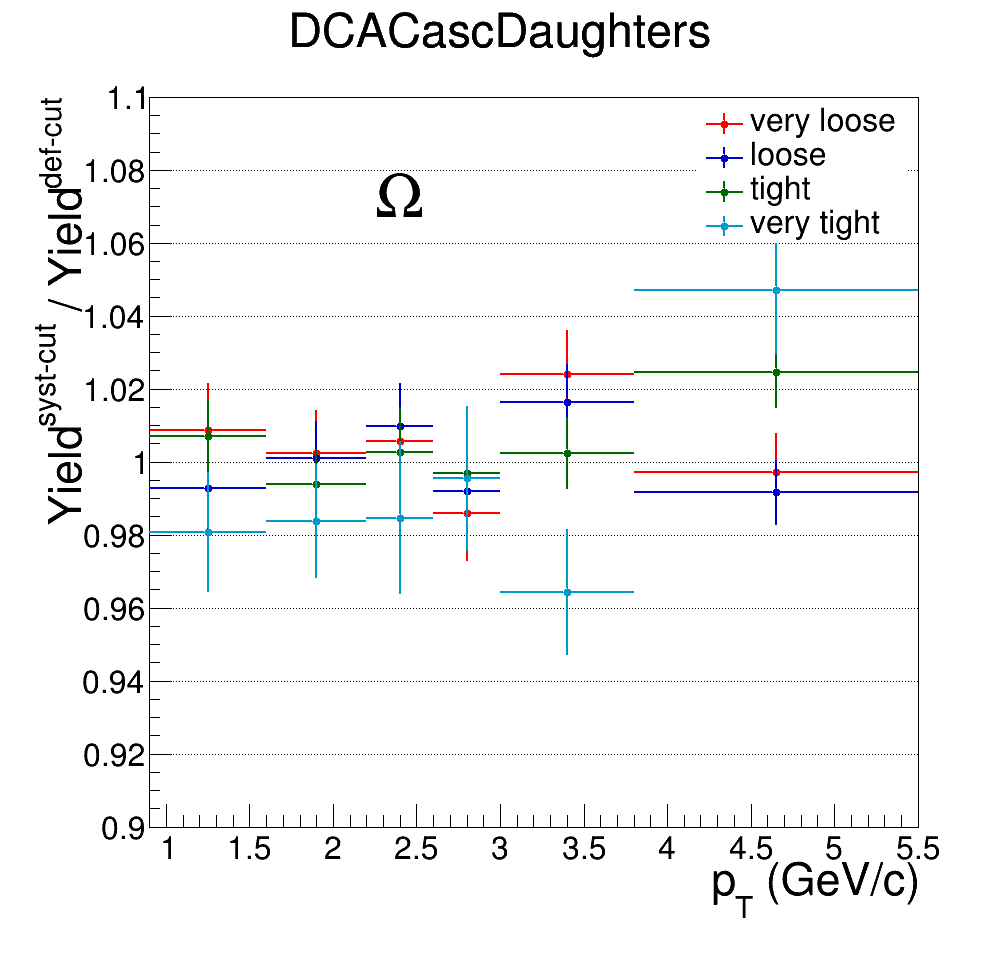 DCACascDaughters
Yield^syst-cut / Yield^def-cut
1.1
1.08
1.06
1.04
1.02
1
0.98
0.96
0.94
0.92
0.9
Ω
very loose
loose
tight
very tight
1 1.5 2 2.5 3 3.5 4 4.5 5 5.5
p_T (GeV/c)